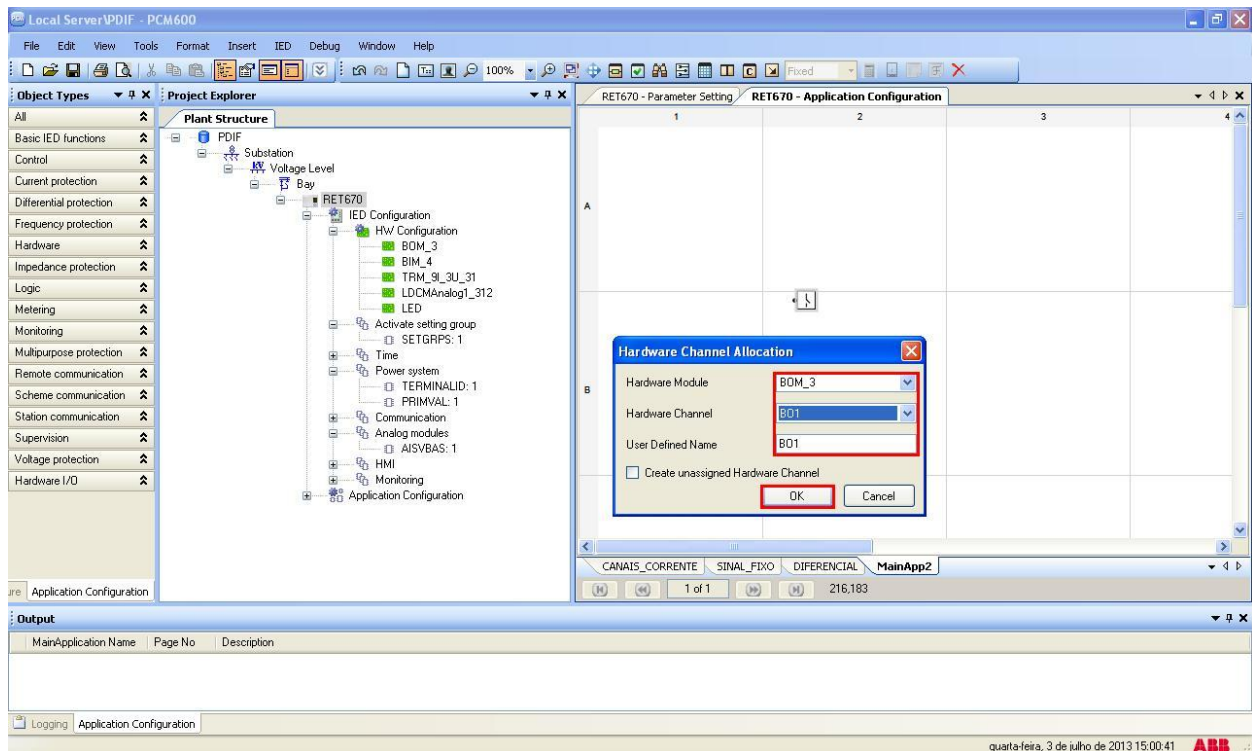 Local Server\PDIF - PCM600
File Edit View Tools Format Insert IED Debug Window Help
100%
Fixed
Object Types
All
Basic IED functions
Control
Current protection
Differential protection
Frequency protection
Hardware
Impedance protection
Logic
Metering
Monitoring
Multipurpose protection
Remote communication
Scheme communication
Station communication
Supervision
Voltage protection
Hardware I/O
Application Configuration
Project Explorer
Plant Structure
PDIF
Substation
Voltage Level
Bay
RET670
IED Configuration
HW Configuration
BOM_3
BIM_4
TRM_9I_3U_31
LDCMAnalog1_312
LED
Activate setting group
SETGRPS: 1
Time
Power system
TERMINALID: 1
PRIMVAL: 1
Communication
Analog modules
AISVBAS: 1
HMI
Monitoring
Application Configuration
RET670 - Parameter Setting RET670 - Application Configuration
1 2 3 4
A
B
Hardware Channel Allocation
Hardware Module BOM_3
Hardware Channel BO1
User Defined Name BO1
Create unassigned Hardware Channel
OK Cancel
CANAIS_CORRENTE SINAL_FIXO DIFERENCIAL MainApp2
1 of 1 216,183
Output
MainApplication Name Page No Description
Logging Application Configuration
quarta-feira, 3 de julho de 2013 15:00:41 ABB